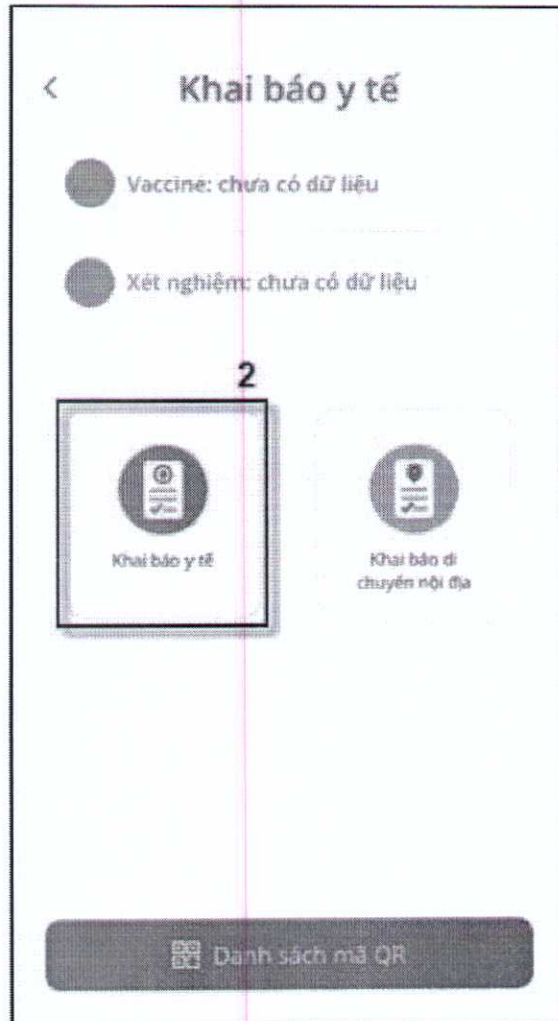 Khai báo y tế
Vaccine: chưa có dữ liệu
Xét nghiệm: chưa có dữ liệu
2
Khai báo y tế
Khai báo di
chuyển nội địa
Danh sách mã QR